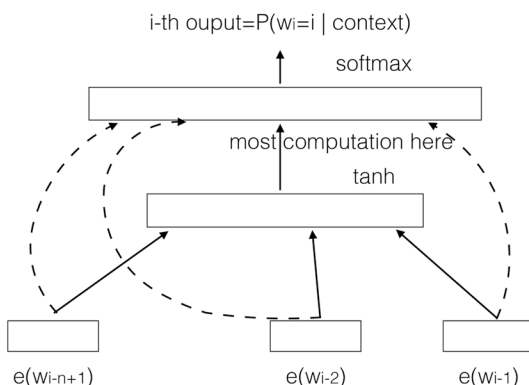 i-th ouput=P(wi=i | context)
softmax
most computation here
tanh
e(wi-n+1) e(wi-2) e(wi-1)